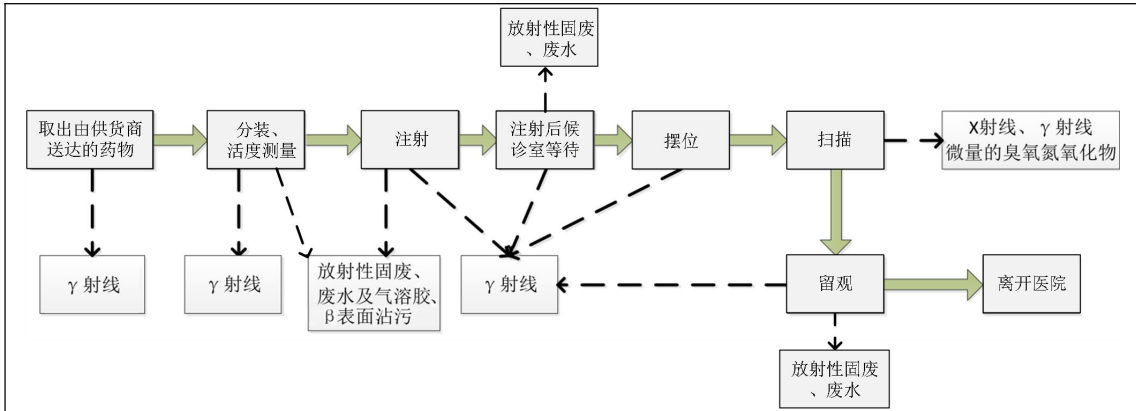 放射性固废
、废水
取出由供货商
送达的药物
分装、
活度测量
注射
注射后候
诊室等待
摆位
扫描
X射线、γ射线
微量的臭氧氮氧化物
γ射线
γ射线
放射性固废、
废水及气溶胶、
β表面沾污
γ射线
留观
离开医院
放射性固废
、废水